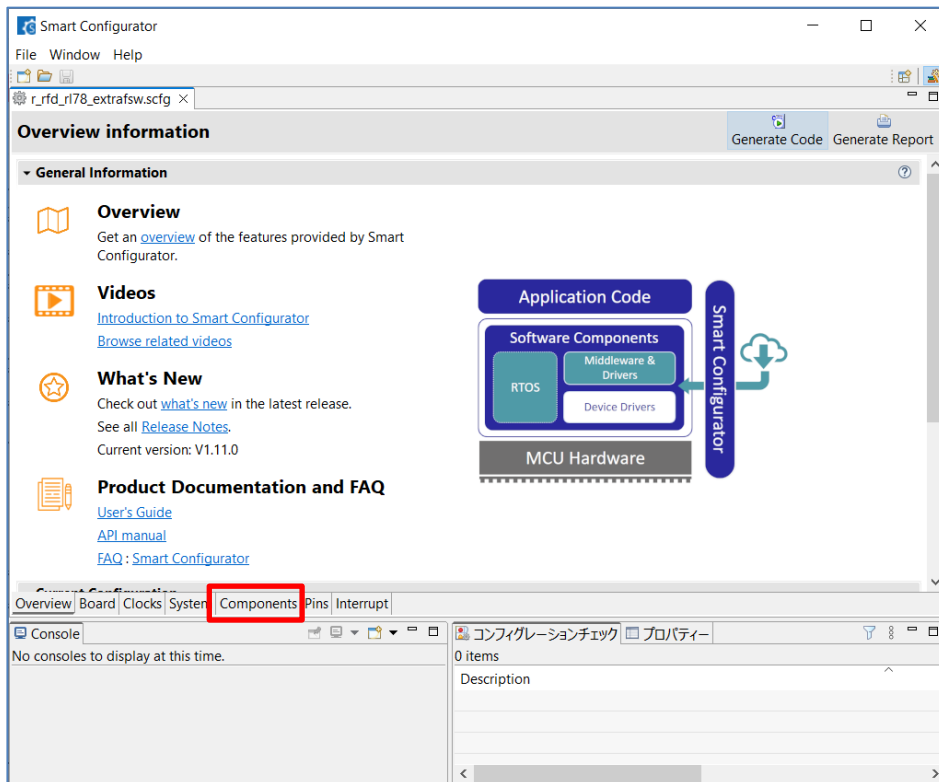 Smart Configurator
File Window Help
r_rfd_rl78_extrafsw.scfg
Overview information
Generate Code Generate Report
General Information
Overview
Get an overview of the features provided by Smart
Configurator.
Videos
Introduction to Smart Configurator
Browse related videos
What's New
Check out what's new in the latest release.
See all Release Notes.
Current version: V1.11.0
Product Documentation and FAQ
User's Guide
API manual
FAQ : Smart Configurator
Application Code
Software Components
RTOS
Middleware &
Drivers
Device Drivers
MCU Hardware
Smart Configurator
Current Configuration
Overview Board Clocks System Components Pins Interrupt
Console
No consoles to display at this time.
コンフィグレーションチェック プロパティー
0 items
Description